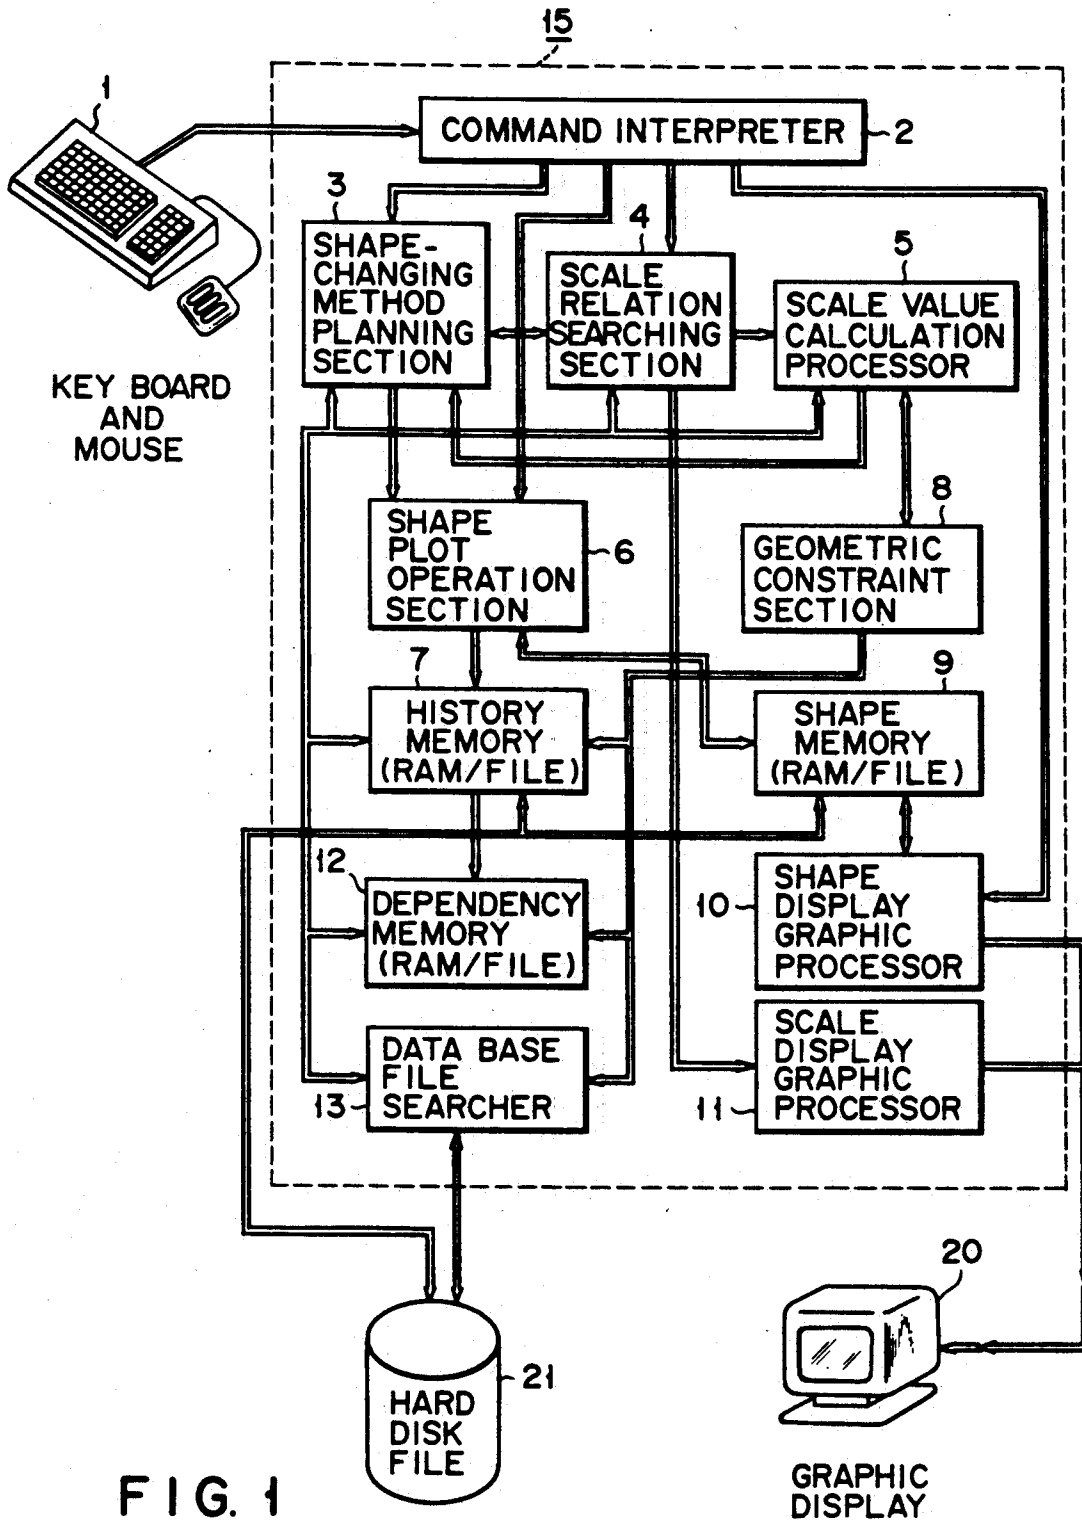 15
1
COMMAND INTERPRETER
2
3
SHAPE-
CHANGING
METHOD
PLANNING
SECTION
4
SCALE
RELATION
SEARCHING
SECTION
5
SCALE VALUE
CALCULATION
PROCESSOR
KEY BOARD
AND
MOUSE
SHAPE
PLOT
OPERATION
SECTION
6
8
GEOMETRIC
CONSTRAINT
SECTION
7
HISTORY
MEMORY
(RAM/FILE)
9
SHAPE
MEMORY
(RAM/FILE)
12
DEPENDENCY
MEMORY
(RAM/FILE)
10
SHAPE
DISPLAY
GRAPHIC
PROCESSOR
13
DATA BASE
FILE
SEARCHER
11
SCALE
DISPLAY
GRAPHIC
PROCESSOR
20
21
HARD
DISK
FILE
GRAPHIC
DISPLAY
FIG. 1